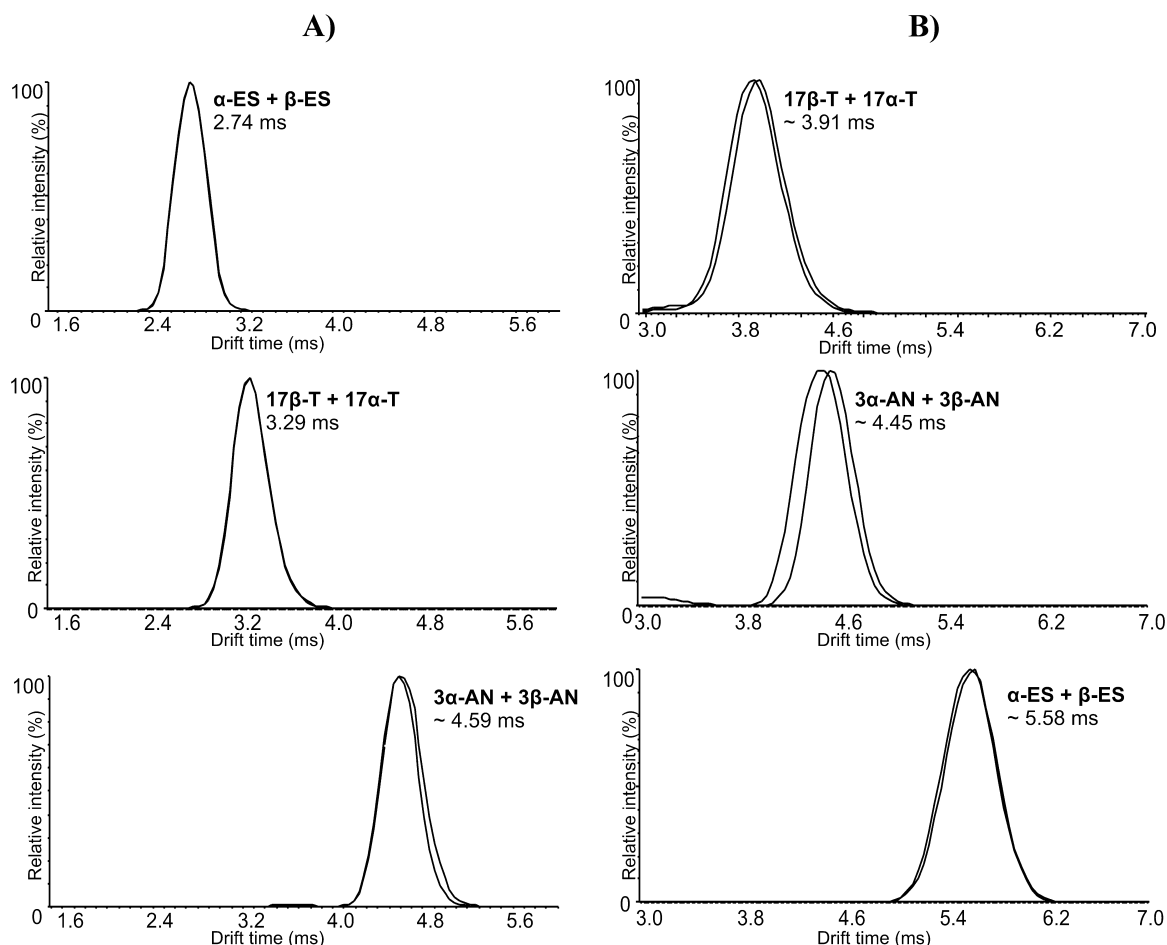 A)
100
α-ES + β-ES
2.74 ms
Relative intensity (%)
0
1.6 2.4 3.2 4.0 4.8 5.6
Drift time (ms)
100
17β-T + 17α-T
3.29 ms
Relative intensity (%)
0
1.6 2.4 3.2 4.0 4.8 5.6
Drift time (ms)
100
3α-AN + 3β-AN
~ 4.59 ms
Relative intensity (%)
0
1.6 2.4 3.2 4.0 4.8 5.6
Drift time (ms)
B)
100
17β-T + 17α-T
~ 3.91 ms
Relative intensity (%)
0
3.0 3.8 4.6 5.4 6.2 7.0
Drift time (ms)
100
3α-AN + 3β-AN
~ 4.45 ms
Relative intensity (%)
0
3.0 3.8 4.6 5.4 6.2 7.0
Drift time (ms)
100
α-ES + β-ES
~ 5.58 ms
Relative intensity (%)
0
3.0 3.8 4.6 5.4 6.2 7.0
Drift time (ms)